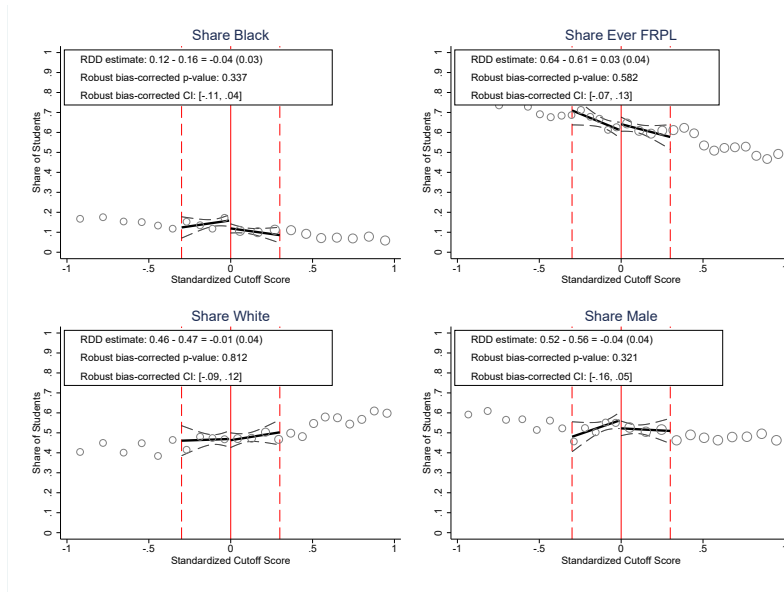 Share Black
RDD estimate: 0.12 - 0.16 = -0.04 (0.03)
Robust bias-corrected p-value: 0.337
Robust bias-corrected CI: [-.11, .04]
Share of Students
0 .1 .2 .3 .4 .5 .6 .7 .8 .9 1
-1 -.5 0 .5 1
Standardized Cutoff Score
Share Ever FRPL
RDD estimate: 0.64 - 0.61 = 0.03 (0.04)
Robust bias-corrected p-value: 0.582
Robust bias-corrected CI: [-.07, .13]
Share of Students
0 .1 .2 .3 .4 .5 .6 .7 .8 .9 1
-1 -.5 0 .5 1
Standardized Cutoff Score
Share White
RDD estimate: 0.46 - 0.47 = -0.01 (0.04)
Robust bias-corrected p-value: 0.812
Robust bias-corrected CI: [-.09, .12]
Share of Students
0 .1 .2 .3 .4 .5 .6 .7 .8 .9 1
-1 -.5 0 .5 1
Standardized Cutoff Score
Share Male
RDD estimate: 0.52 - 0.56 = -0.04 (0.04)
Robust bias-corrected p-value: 0.321
Robust bias-corrected CI: [-.16, .05]
Share of Students
0 .1 .2 .3 .4 .5 .6 .7 .8 .9 1
-1 -.5 0 .5 1
Standardized Cutoff Score